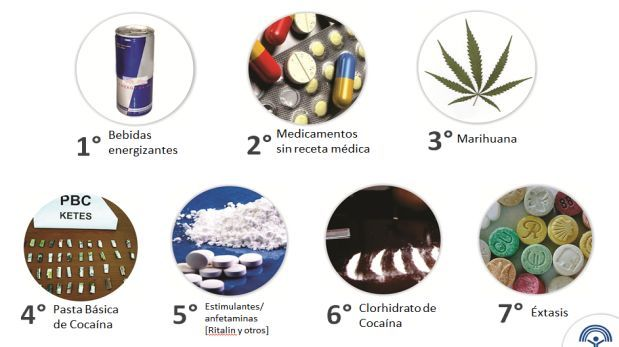 1° Bebidas
energizantes
2° Medicamentos
sin receta médica
3° Marihuana
PBC
KETES
4° Pasta Básica
de Cocaína
5° Estimulantes/
anfetaminas
[Ritalin y otros]
6° Clorhidrato de
Cocaína
7° Éxtasis